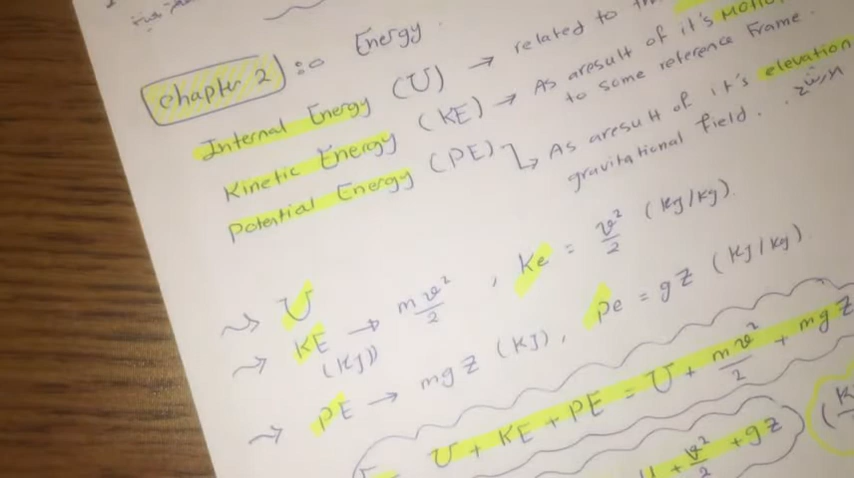 Chapter 2 :⇒ Energy.
Internal Energy (U) → related to
Kinetic Energy (KE) → As aresult of it's Motion
to some reference Frame.
Potential Energy (PE) ↳ As aresult of it's elevation
gravitational field.
→ U
→ KE → m𝓋²/2 , Ke = 𝓋²/2 (KJ/Kg).
(KJ)
→ PE → mgZ (KJ), Pe = gZ (KJ/Kg)
U + KE + PE = U + m𝓋²/2 + mgZ
+ 𝓋²/2 + gZ